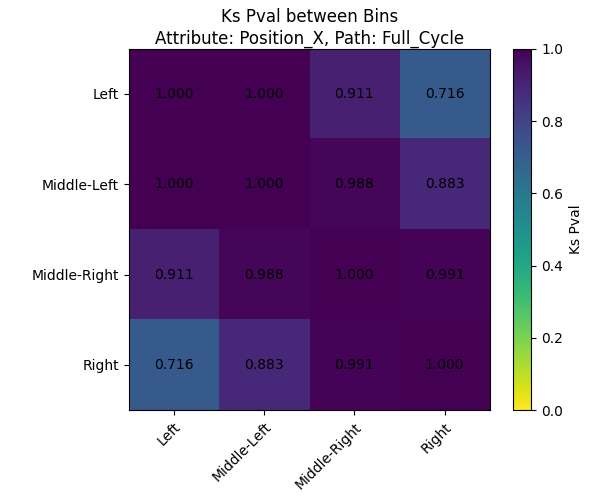 Ks Pval between Bins
Attribute: Position_X, Path: Full_Cycle
Left 1.000 1.000 0.911 0.716
Middle-Left 1.000 1.000 0.988 0.883
Middle-Right 0.911 0.988 1.000 0.991
Right 0.716 0.883 0.991 1.000
Left Middle-Left Middle-Right Right
1.0
0.8
0.6
0.4
0.2
0.0
Ks Pval